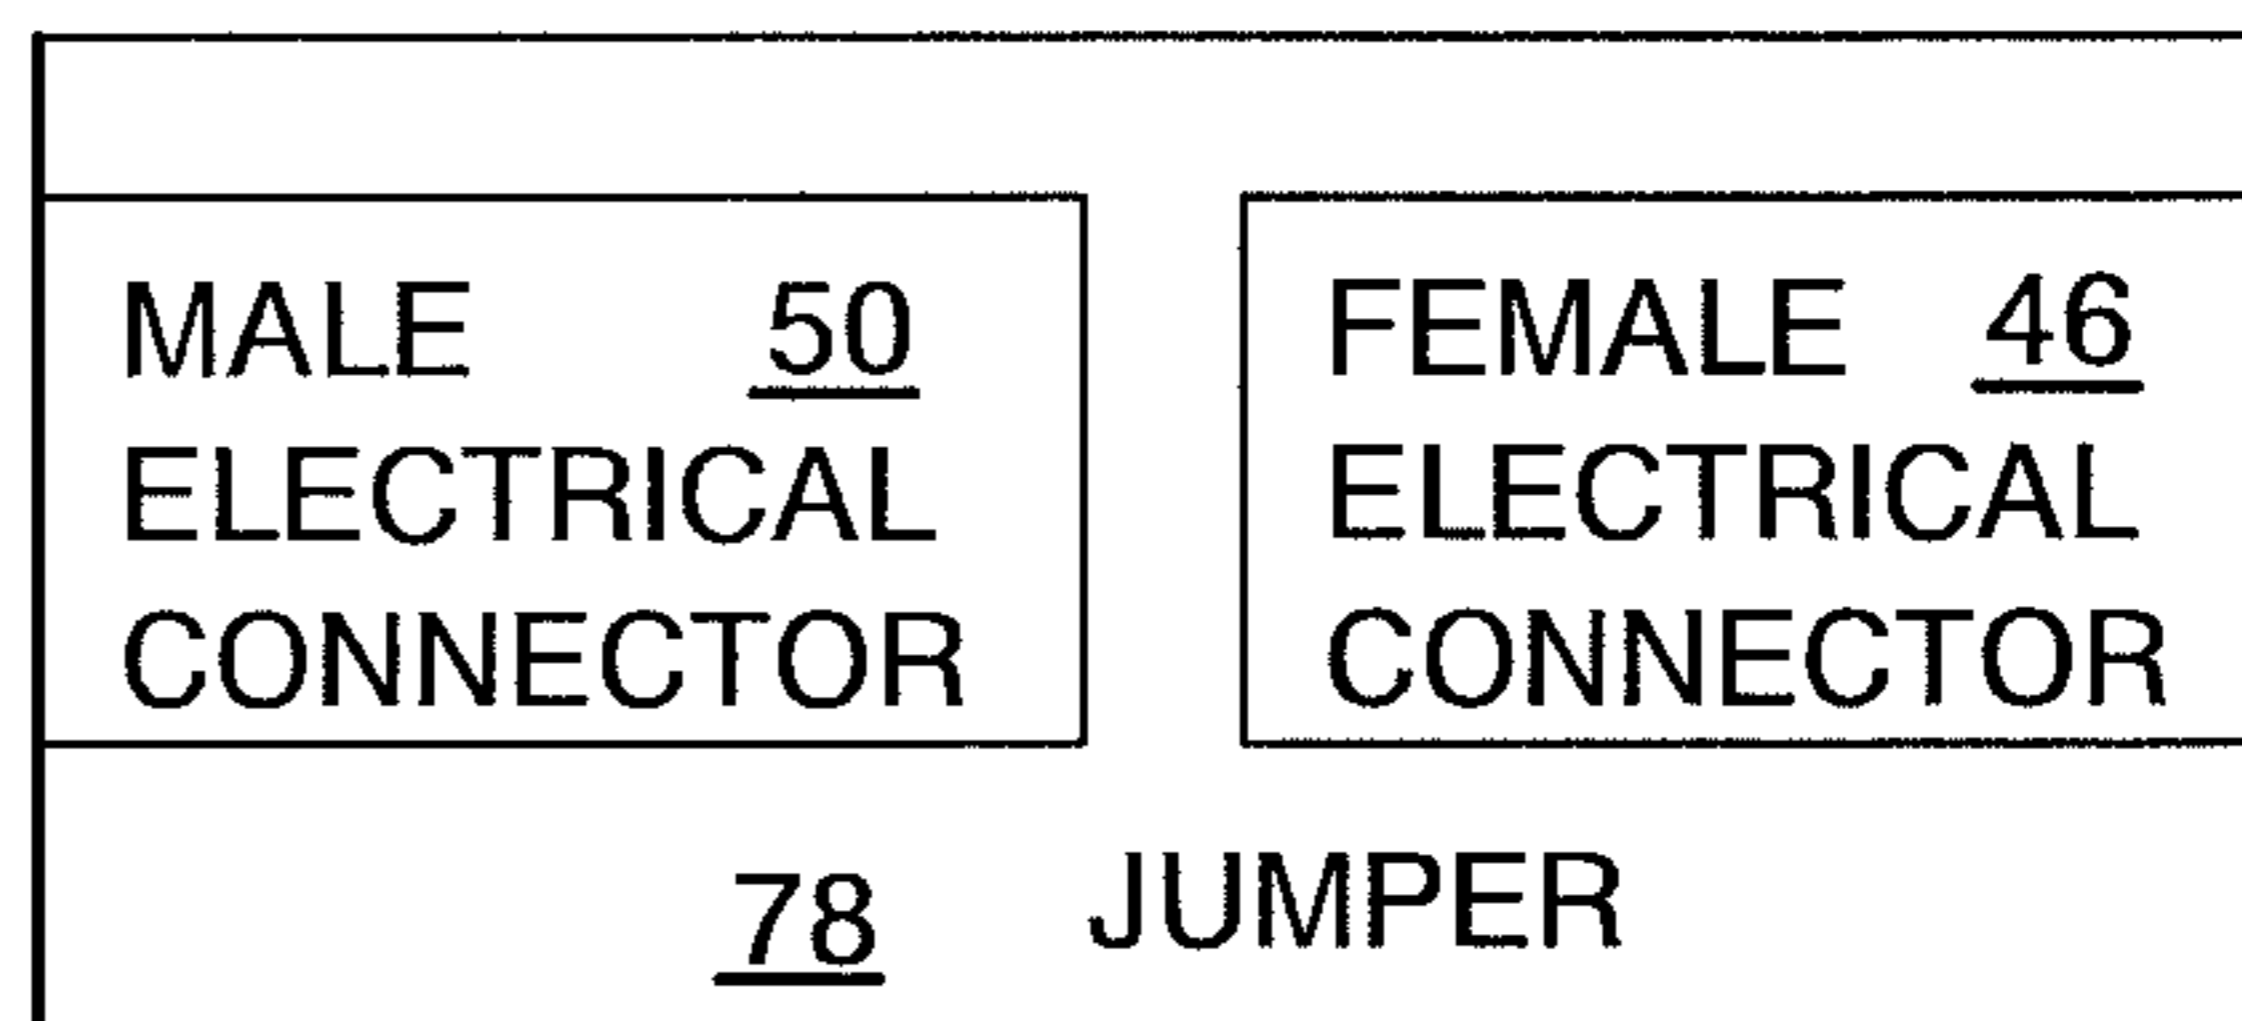 MALE 50
ELECTRICAL
CONNECTOR
FEMALE 46
ELECTRICAL
CONNECTOR
78 JUMPER